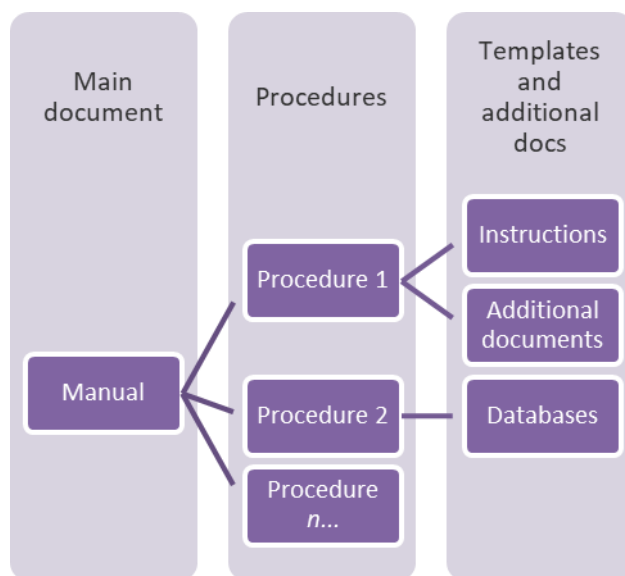 Main
document
Procedures
Templates
and
additional
docs
Manual
Procedure 1
Procedure 2
Procedure
n...
Instructions
Additional
documents
Databases